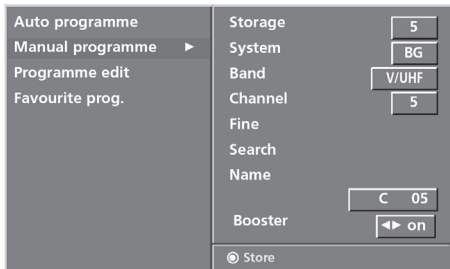 Auto programme
Manual programme ►
Programme edit
Favourite prog.
Storage 5
System BG
Band V/UHF
Channel 5
Fine
Search
Name
C 05
Booster ◄► on
Store